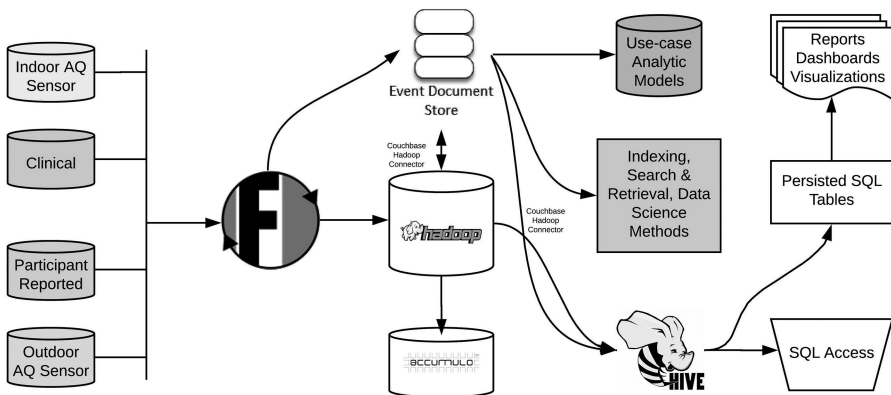 Indoor AQ
Sensor
Clinical
Participant
Reported
Outdoor
AQ Sensor
F
Event Document
Store
Couchbase
Hadoop
Connector
hadoop
accumulo
Use-case
Analytic
Models
Indexing,
Search &
Retrieval, Data
Science
Methods
Couchbase
Hadoop
Connector
HIVE
Reports
Dashboards
Visualizations
Persisted SQL
Tables
SQL Access